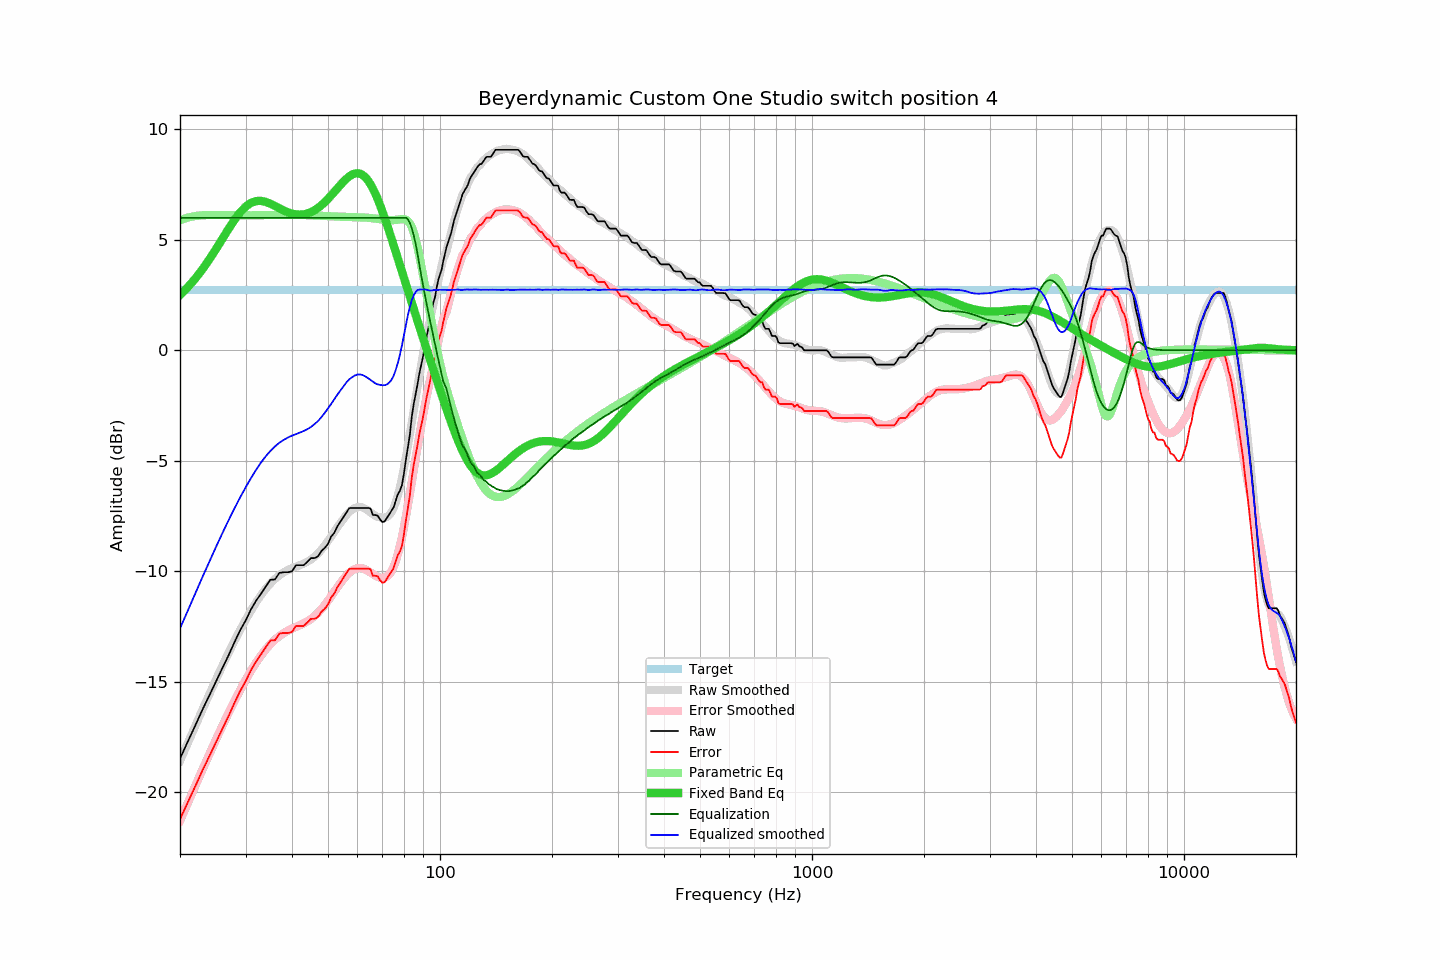 Beyerdynamic Custom One Studio switch position 4
10
5
0
−5
−10
−15
−20
Amplitude (dBr)
100
1000
10000
Frequency (Hz)
Target
Raw Smoothed
Error Smoothed
Raw
Error
Parametric Eq
Fixed Band Eq
Equalization
Equalized smoothed